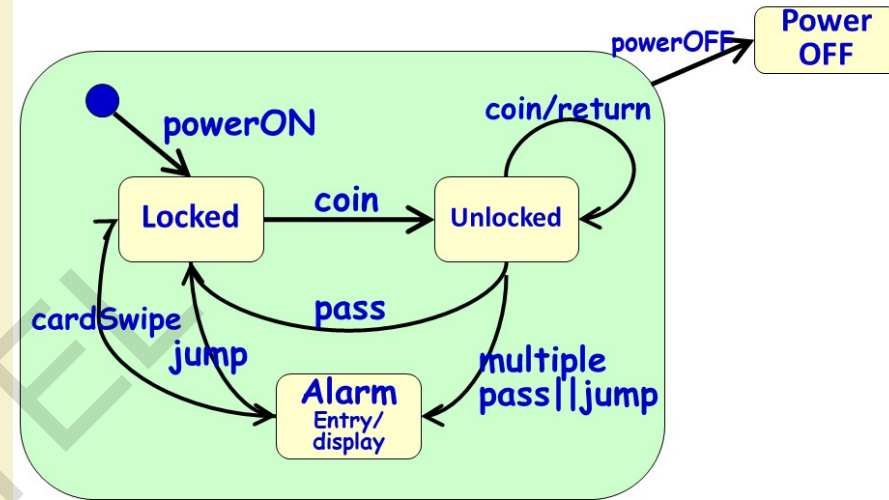 Power
OFF
powerOFF
powerON
coin/return
Locked
coin
Unlocked
cardSwipe
pass
jump
multiple
pass||jump
Alarm
Entry/
display